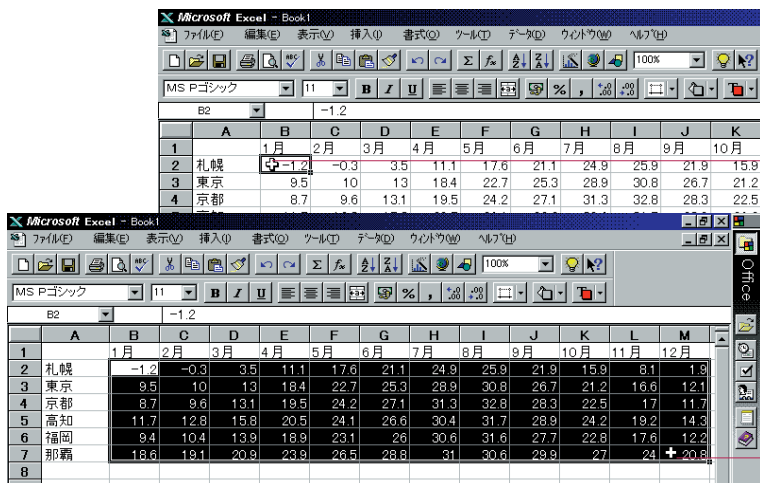 Microsoft Excel - Book1
ファイル(F) 編集(E) 表示(V) 挿入(I) 書式(O) ツール(T) データ(D) ウィンドウ(W) ヘルプ(H)
100%
MS Pゴシック 11 B I U
B2 -1.2
A B C D E F G H I J K
1 1月 2月 3月 4月 5月 6月 7月 8月 9月 10月
2 札幌 -1.2 -0.3 3.5 11.1 17.6 21.1 24.9 25.9 21.9 15.9
3 東京 9.5 10 13 18.4 22.7 25.3 28.9 30.8 26.7 21.2
4 京都 8.7 9.6 13.1 19.5 24.2 27.1 31.3 32.8 28.3 22.5
Microsoft Excel - Book1
ファイル(F) 編集(E) 表示(V) 挿入(I) 書式(O) ツール(T) データ(D) ウィンドウ(W) ヘルプ(H)
100%
MS Pゴシック 11 B I U
Office
B2 -1.2
A B C D E F G H I J K L M
1 1月 2月 3月 4月 5月 6月 7月 8月 9月 10月 11月 12月
2 札幌 -1.2 -0.3 3.5 11.1 17.6 21.1 24.9 25.9 21.9 15.9 8.1 1.9
3 東京 9.5 10 13 18.4 22.7 25.3 28.9 30.8 26.7 21.2 16.6 12.1
4 京都 8.7 9.6 13.1 19.5 24.2 27.1 31.3 32.8 28.3 22.5 17 11.7
5 高知 11.7 12.8 15.8 20.5 24.1 26.6 30.4 31.7 28.9 24.2 19.2 14.3
6 福岡 9.4 10.4 13.9 18.9 23.1 26 30.6 31.6 27.7 22.8 17.6 12.2
7 那覇 18.6 19.1 20.9 23.9 26.5 28.8 31 30.6 29.9 27 24 20.8
8